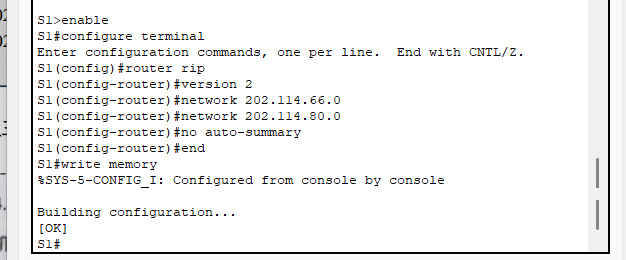 S1>enable
S1#configure terminal
Enter configuration commands, one per line.  End with CNTL/Z.
S1(config)#router rip
S1(config-router)#version 2
S1(config-router)#network 202.114.66.0
S1(config-router)#network 202.114.80.0
S1(config-router)#no auto-summary
S1(config-router)#end
S1#write memory
%SYS-5-CONFIG_I: Configured from console by console
Building configuration...
[OK]
S1#